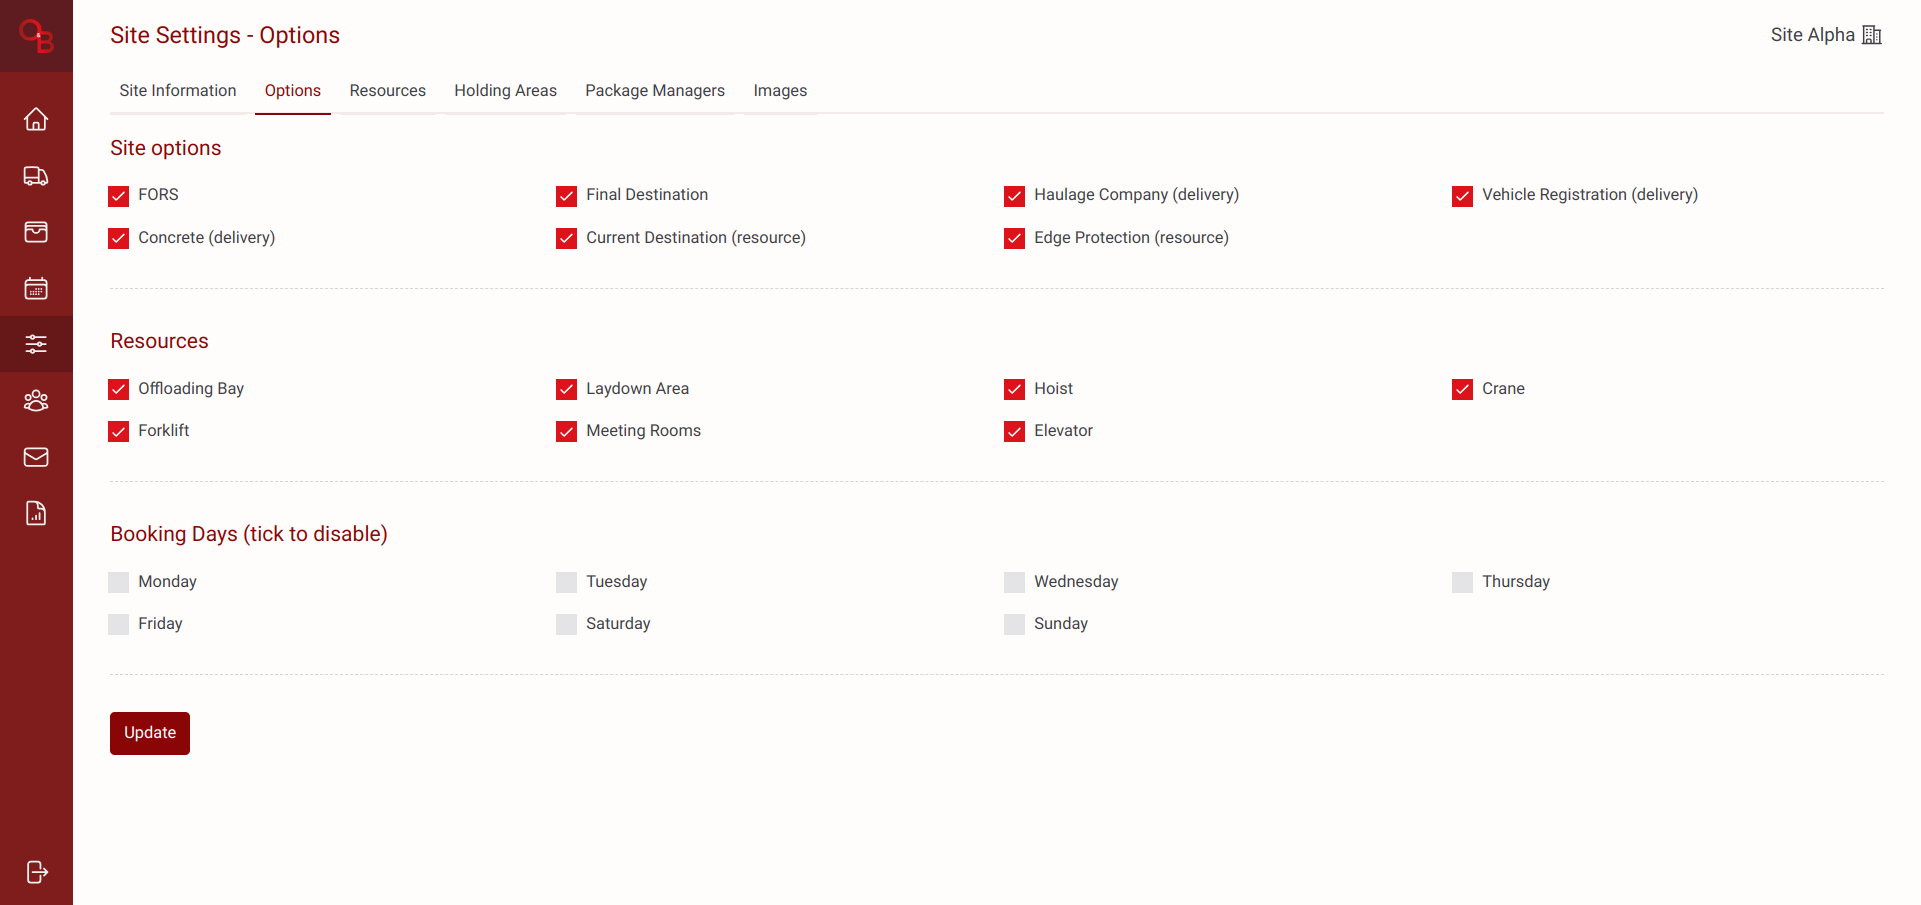 O&B
Site Settings - Options
Site Alpha
Site Information Options Resources Holding Areas Package Managers Images
Site options
FORS Final Destination Haulage Company (delivery) Vehicle Registration (delivery)
Concrete (delivery) Current Destination (resource) Edge Protection (resource)
Resources
Offloading Bay Laydown Area Hoist Crane
Forklift Meeting Rooms Elevator
Booking Days (tick to disable)
Monday Tuesday Wednesday Thursday
Friday Saturday Sunday
Update